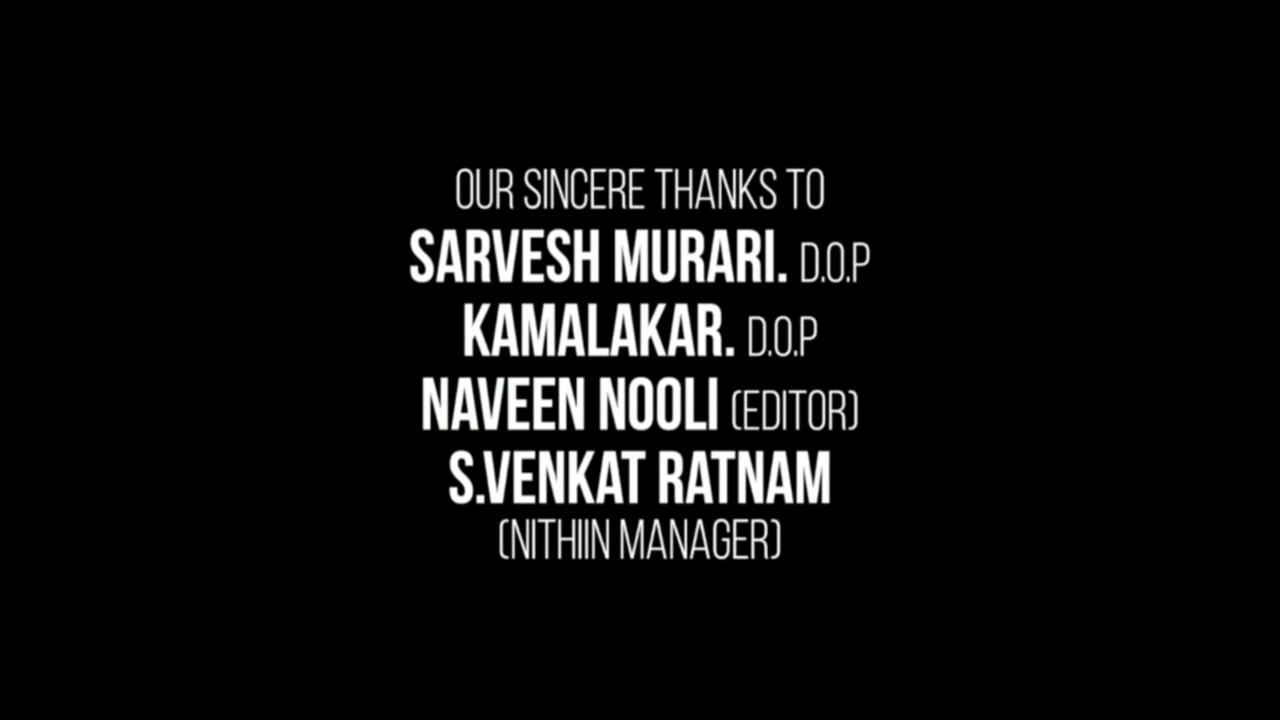 OUR SINCERE THANKS TO
SARVESH MURARI. D.O.P
KAMALAKAR. D.O.P
NAVEEN NOOLI (EDITOR)
S.VENKAT RATNAM
(NITHIIN MANAGER)